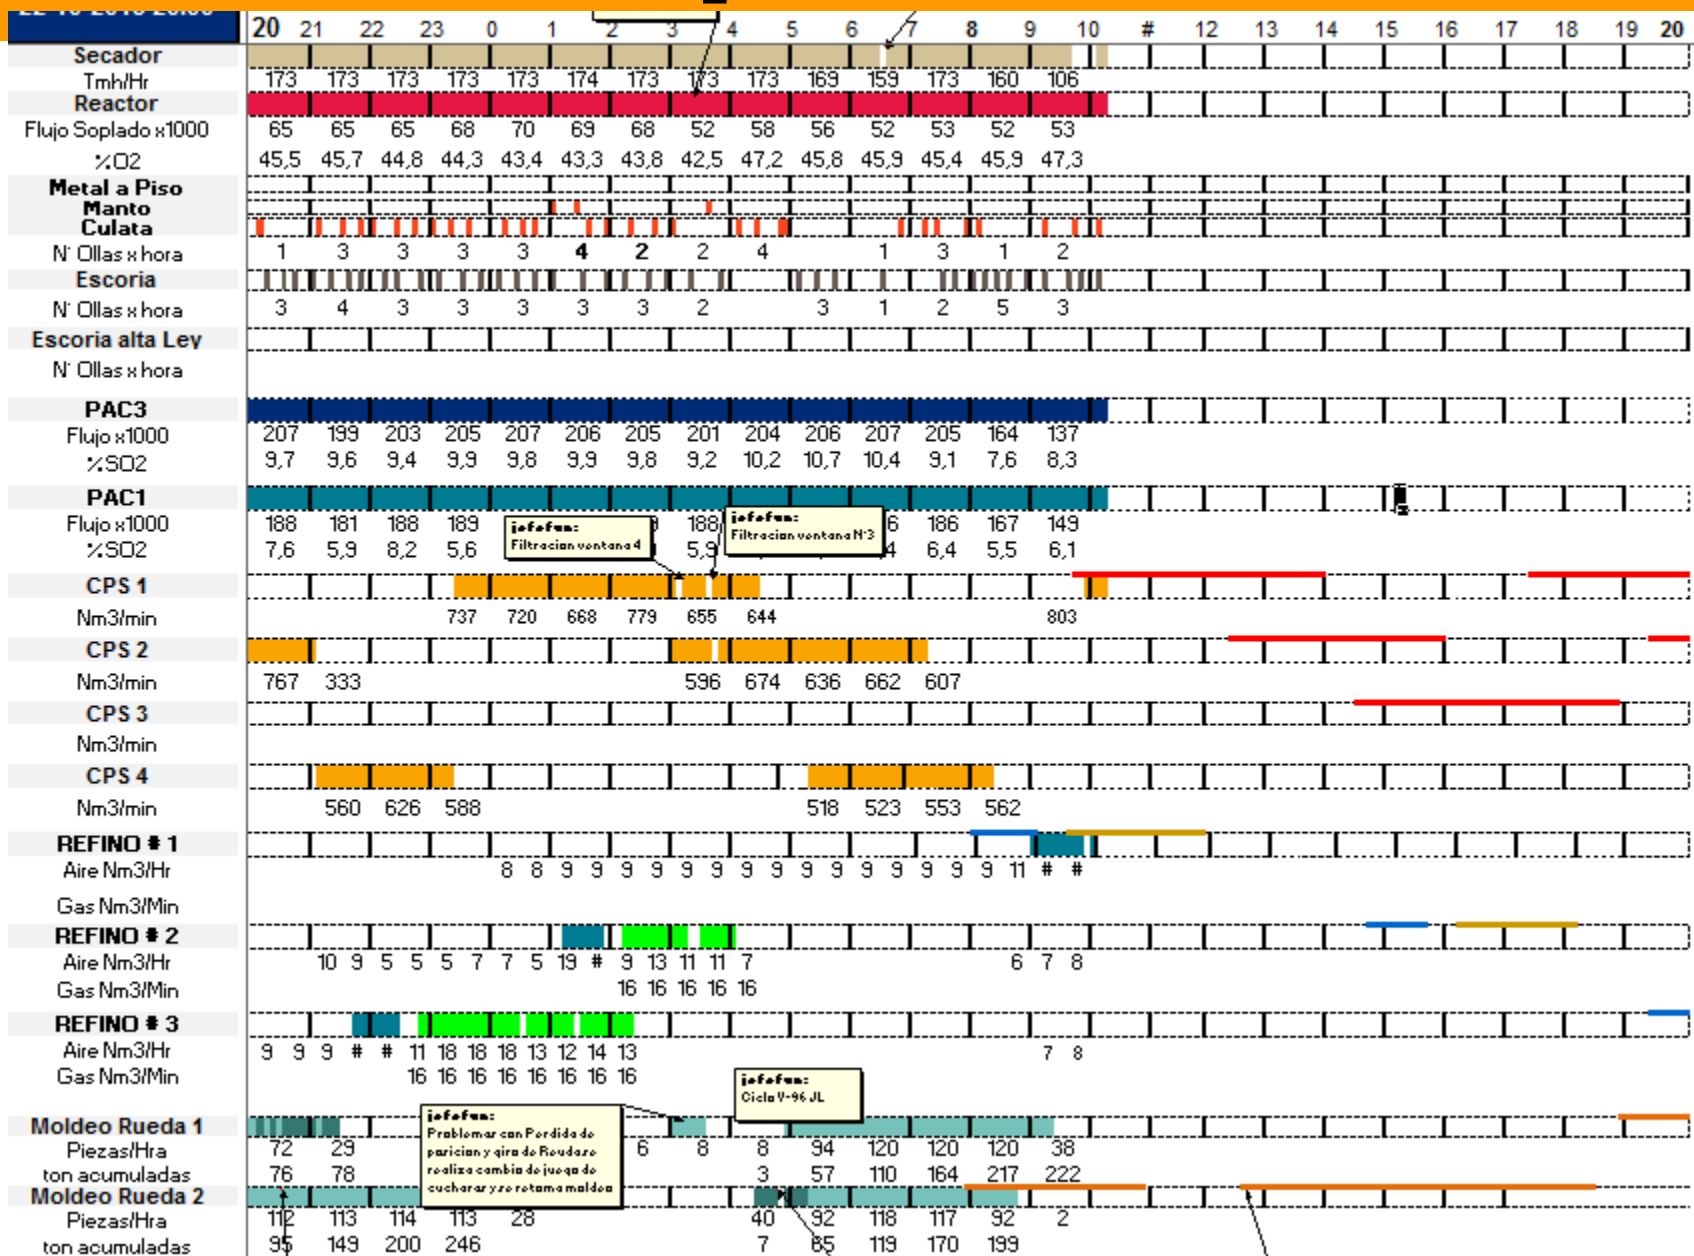 20 21 22 23 0 1 2 3 4 5 6 7 8 9 10 # 12 13 14 15 16 17 18 19 20
Secador
Tmh/Hr 173 173 173 173 173 174 173 173 173 169 159 173 160 106
Reactor
Flujo Soplado x1000 65 65 65 68 70 69 68 52 58 56 52 53 52 53
%O2 45,5 45,7 44,8 44,3 43,4 43,3 43,8 42,5 47,2 45,8 45,9 45,4 45,9 47,3
Metal a Piso
Manto
Culata
N° Ollas x hora 1 3 3 3 3 4 2 2 4 1 3 1 2
Escoria
N° Ollas x hora 3 4 3 3 3 3 3 2 3 1 2 5 3
Escoria alta Ley
N° Ollas x hora
PAC3
Flujo x1000 207 199 203 205 207 206 205 201 204 206 207 205 164 137
%SO2 9,7 9,6 9,4 9,9 9,8 9,9 9,8 9,2 10,2 10,7 10,4 9,1 7,6 8,3
PAC1
Flujo x1000 188 181 188 189 188 6 186 167 149
%SO2 7,6 5,9 8,2 5,6 5,9 4 6,4 5,5 6,1
jefefun:
Filtracion ventana 4
jefefun:
Filtracion ventana N°3
CPS 1
Nm3/min 737 720 668 779 655 644 803
CPS 2
Nm3/min 767 333 596 674 636 662 607
CPS 3
Nm3/min
CPS 4
Nm3/min 560 626 588 518 523 553 562
REFINO # 1
Aire Nm3/Hr 8 8 9 9 9 9 9 9 9 9 9 9 9 9 9 9 9 11 # #
Gas Nm3/Min
REFINO # 2
Aire Nm3/Hr 10 9 5 5 5 7 7 5 19 # 9 13 11 11 7 6 7 8
Gas Nm3/Min 16 16 16 16 16
REFINO # 3
Aire Nm3/Hr 9 9 9 # # 11 18 18 18 13 12 14 13 7 8
Gas Nm3/Min 16 16 16 16 16 16 16 16
jefefun:
Ciclo V-96 JL
jefefun:
Problemas con Perdida de
posicion y giro de Rueda se
realiza cambio de juego de
cucharas y se retoma moldeo
Moldeo Rueda 1
Piezas/Hra 72 29 6 8 8 94 120 120 120 38
ton acumuladas 76 78 3 57 110 164 217 222
Moldeo Rueda 2
Piezas/Hra 112 113 114 113 28 40 92 118 117 92 2
ton acumuladas 95 149 200 246 7 65 119 170 199